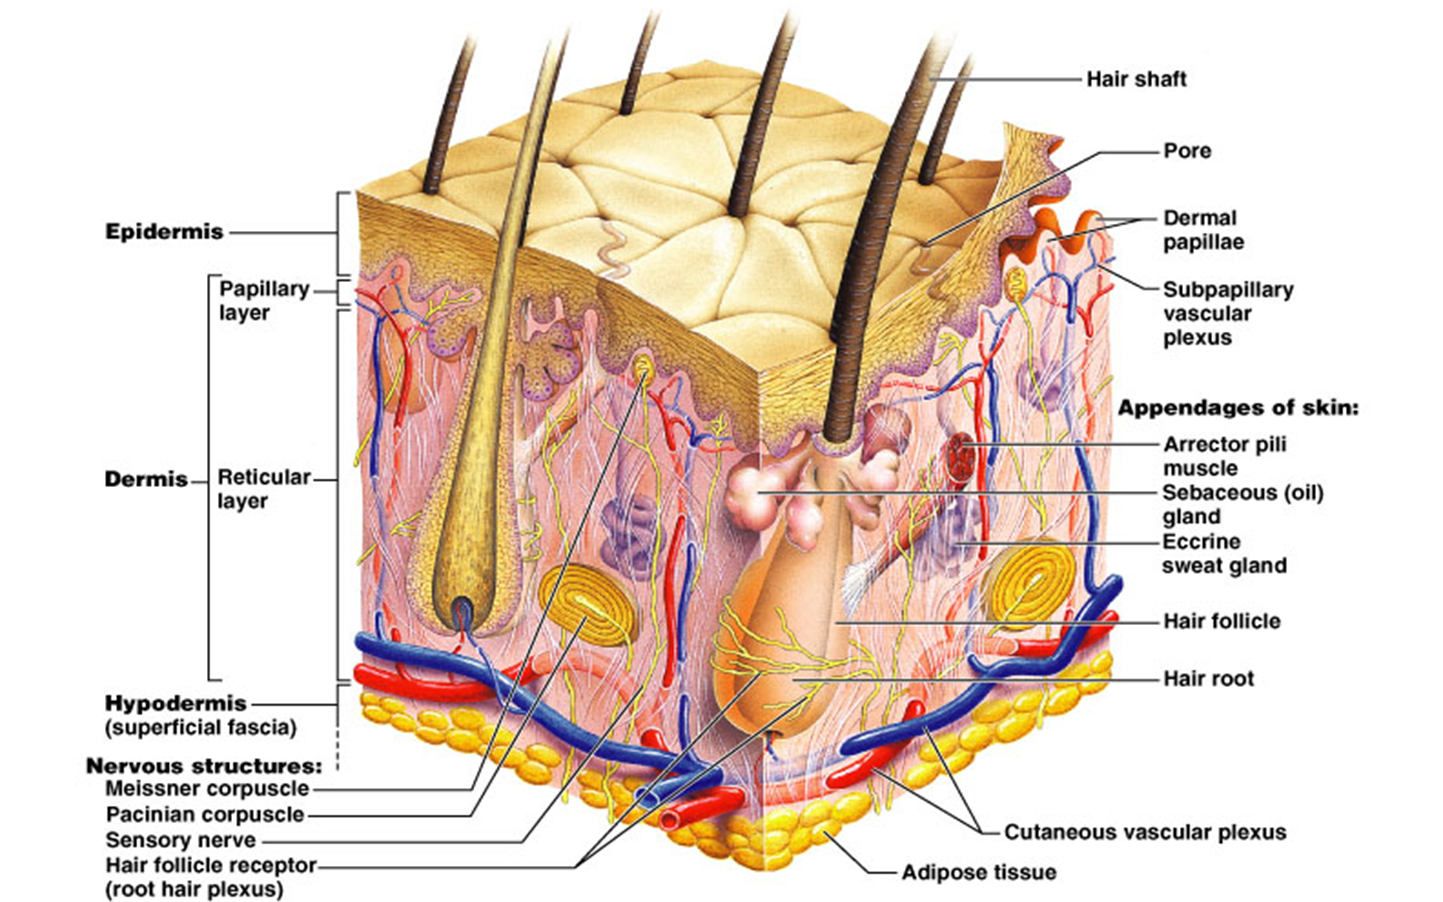 Hair shaft
Pore
Dermal
papillae
Subpapillary
vascular
plexus
Appendages of skin:
Arrector pili
muscle
Sebaceous (oil)
gland
Eccrine
sweat gland
Hair follicle
Hair root
Cutaneous vascular plexus
Adipose tissue
Epidermis
Papillary
layer
Dermis
Reticular
layer
Hypodermis
(superficial fascia)
Nervous structures:
Meissner corpuscle
Pacinian corpuscle
Sensory nerve
Hair follicle receptor
(root hair plexus)